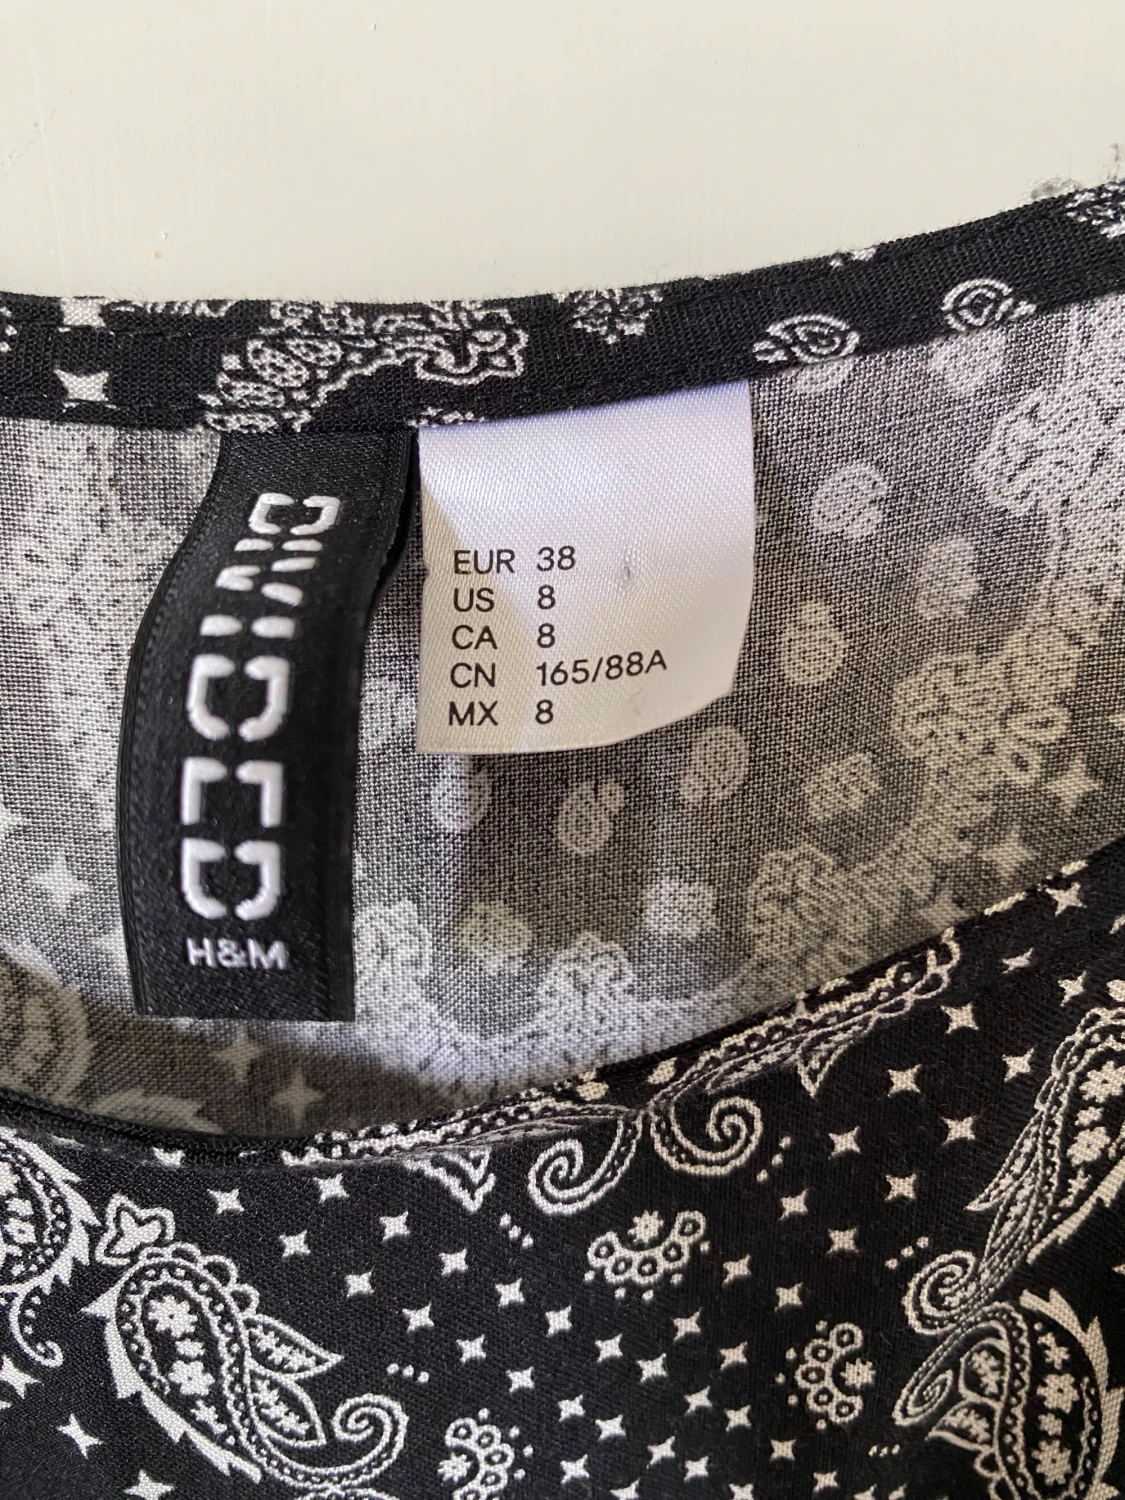 DIVIDED
H&M
EUR 38
US 8
CA 8
CN 165/88A
MX 8